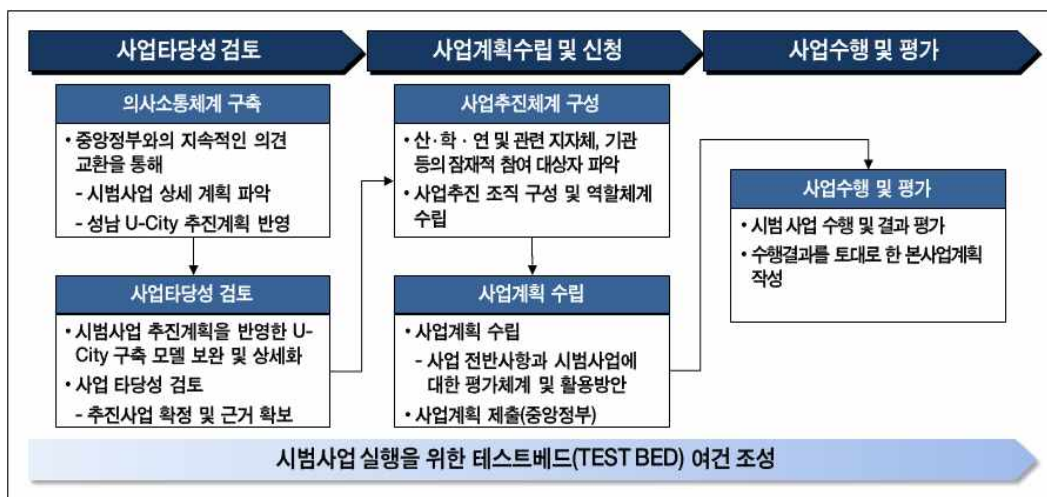 사업타당성 검토
사업계획수립 및 신청
사업수행 및 평가
의사소통체계 구축
• 중앙정부와의 지속적인 의견
교환을 통해
- 시범사업 상세 계획 파악
- 성남 U-City 추진계획 반영
사업타당성 검토
• 시범사업 추진계획을 반영한 U-
City 구축 모델 보완 및 상세화
• 사업 타당성 검토
- 추진사업 확정 및 근거 확보
사업추진체계 구성
• 산·학·연 및 관련 지자체, 기관
등의 잠재적 참여 대상자 파악
• 사업추진 조직 구성 및 역할체계
수립
사업계획 수립
• 사업계획 수립
- 사업 전반사항과 시범사업에
대한 평가체계 및 활용방안
• 사업계획 제출(중앙정부)
사업수행 및 평가
• 시범 사업 수행 및 결과 평가
• 수행결과를 토대로 한 본사업계획
작성
시범사업 실행을 위한 테스트베드(TEST BED) 여건 조성